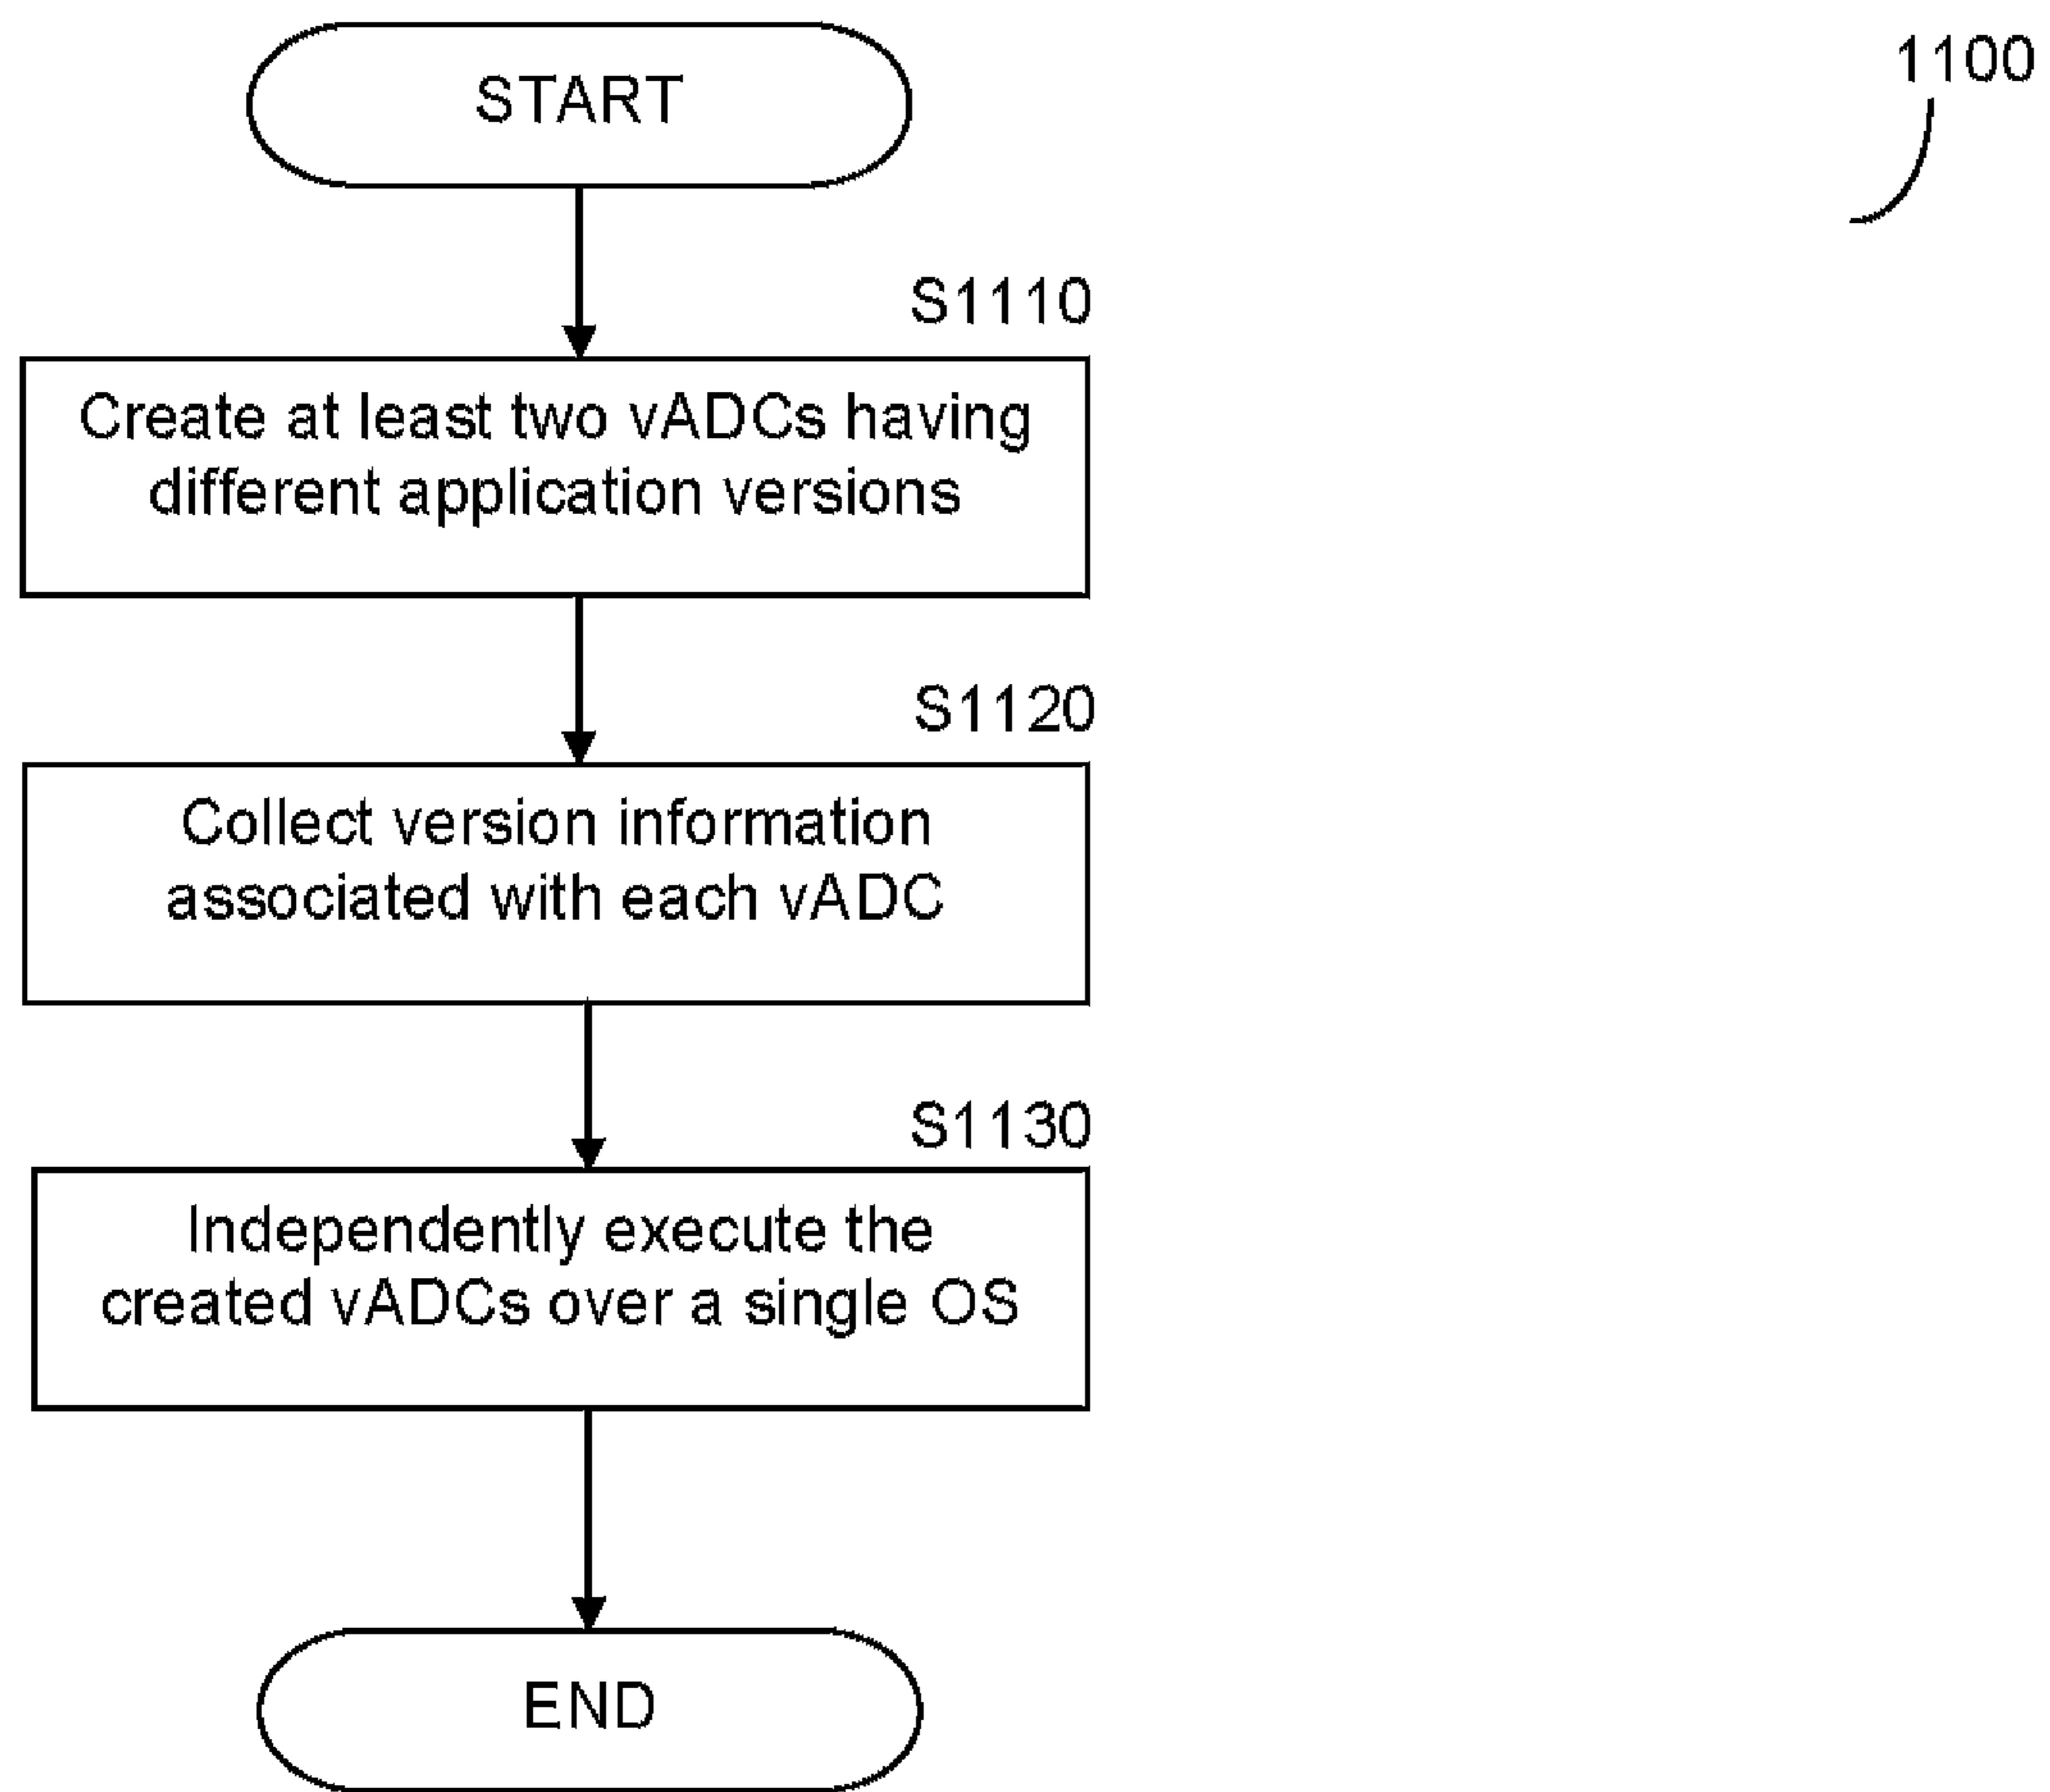 START
1100
S1110
Create at least two vADCs having
different application versions
S1120
Collect version information
associated with each vADC
S1130
Independently execute the
created vADCs over a single OS
END